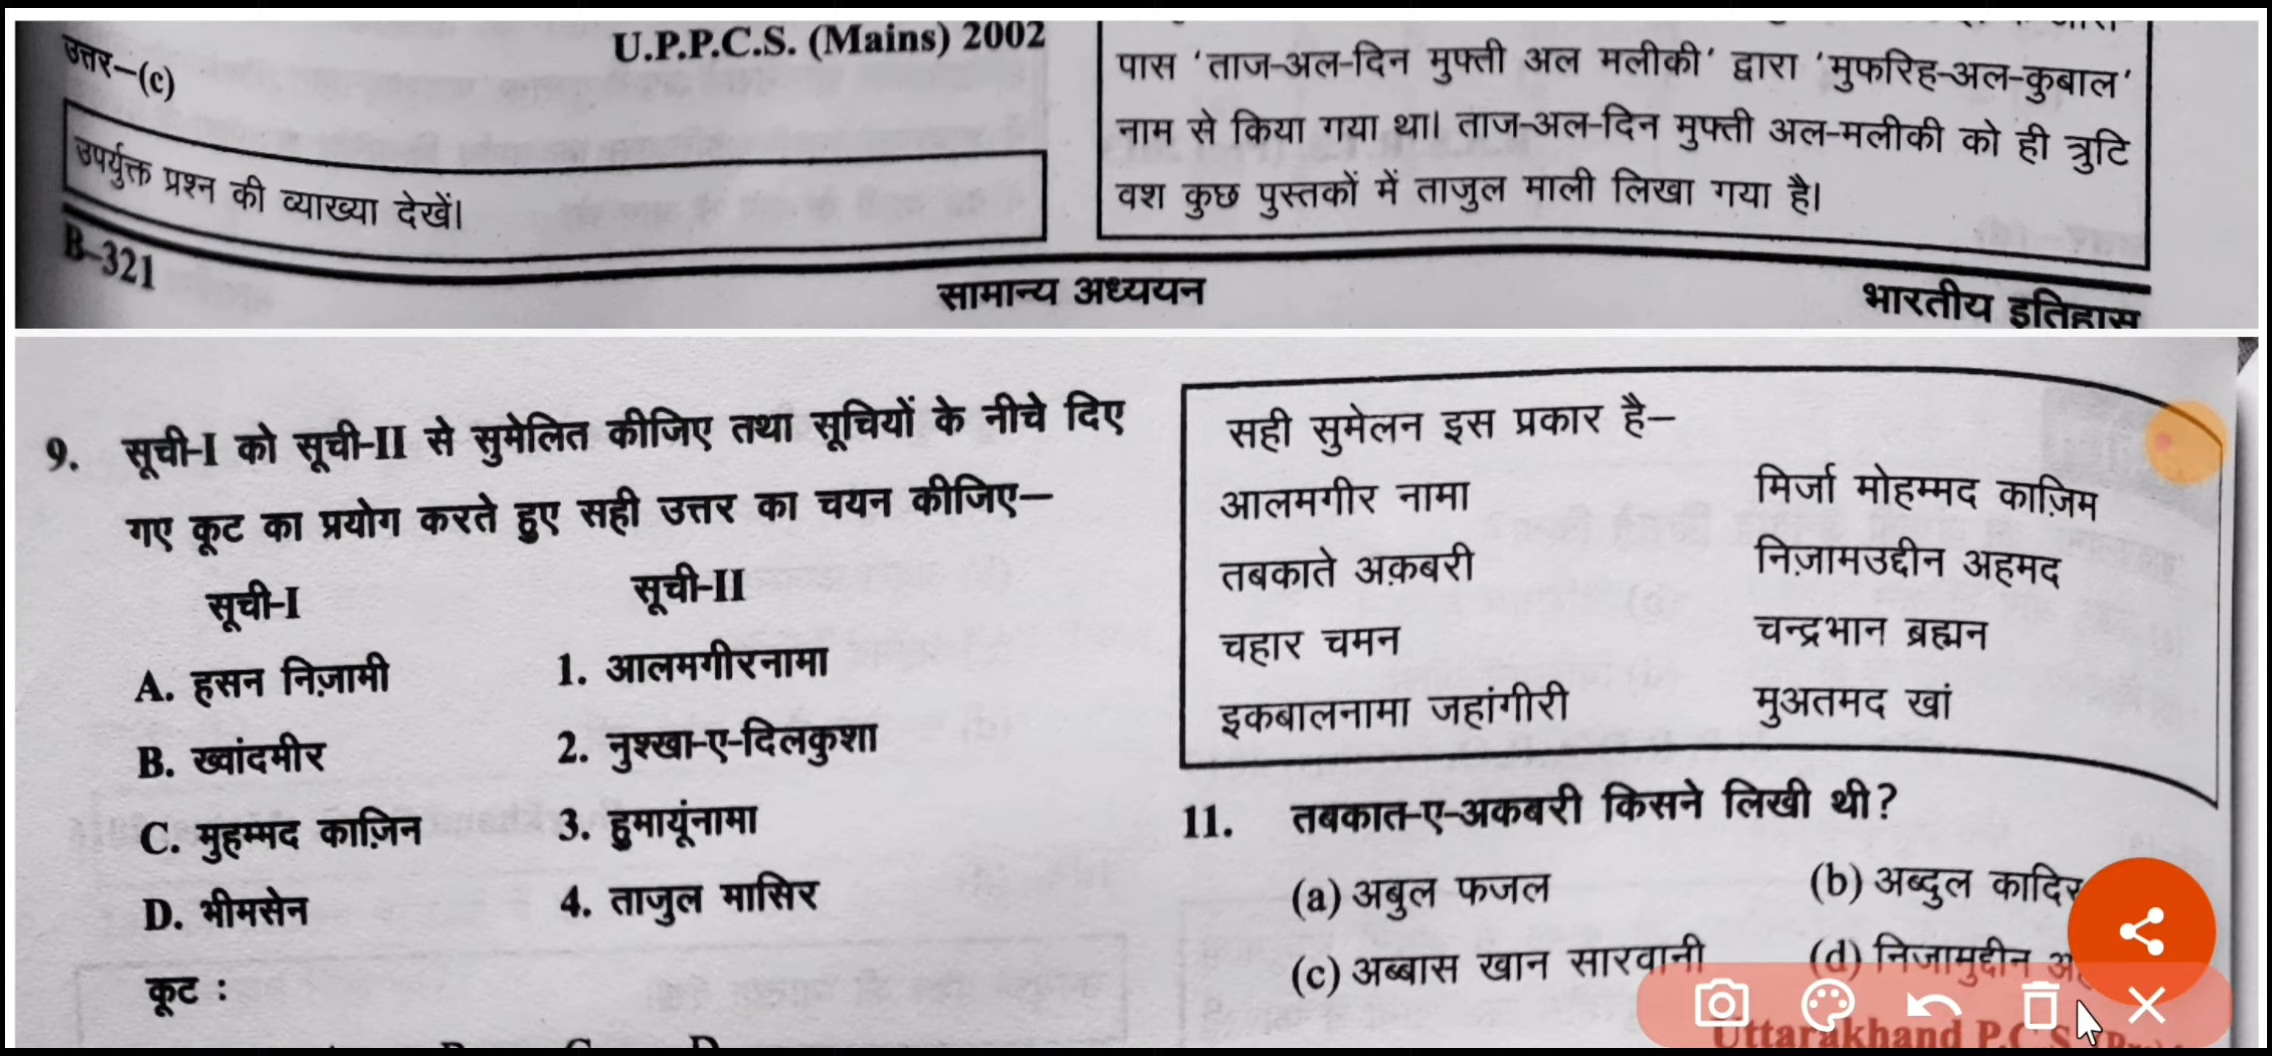 उत्तर–(c)
U.P.P.C.S. (Mains) 2002
उपर्युक्त प्रश्न की व्याख्या देखें।
पास ‘ताज-अल-दिन मुफ्ती अल मलीकी’ द्वारा ‘मुफरिह-अल-कुबाल’
नाम से किया गया था। ताज-अल-दिन मुफ्ती अल-मलीकी को ही त्रुटि
वश कुछ पुस्तकों में ताजुल माली लिखा गया है।
B–321
सामान्य अध्ययन
भारतीय इतिहास
9. सूची-I को सूची-II से सुमेलित कीजिए तथा सूचियों के नीचे दिए
गए कूट का प्रयोग करते हुए सही उत्तर का चयन कीजिए–
सूची-I सूची-II
A. हसन निज़ामी 1. आलमगीरनामा
B. ख्वांदमीर 2. नुश्खा-ए-दिलकुशा
C. मुहम्मद काज़िन 3. हुमायूंनामा
D. भीमसेन 4. ताजुल मासिर
कूट :
सही सुमेलन इस प्रकार है–
आलमगीर नामा मिर्जा मोहम्मद काज़िम
तबकाते अक़बरी निज़ामउद्दीन अहमद
चहार चमन चन्द्रभान ब्रह्मन
इकबालनामा जहांगीरी मुअतमद खां
11. तबकात-ए-अकबरी किसने लिखी थी?
(a) अबुल फजल (b) अब्दुल कादिर
(c) अब्बास खान सारवानी (d) निजामुद्दीन
Uttarakhand P.C.S.